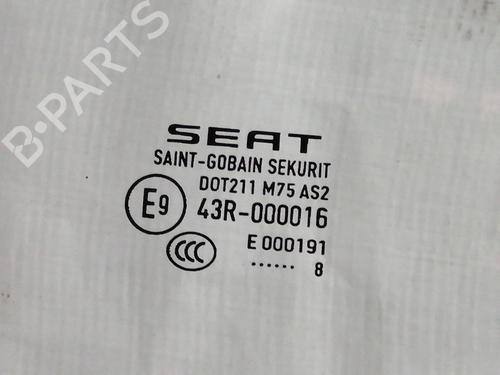 B-PARTS
SEAT
SAINT-GOBAIN SEKURIT
DOT211 M75 AS2
E9 43R-000016
CCC E 000191
...... 8